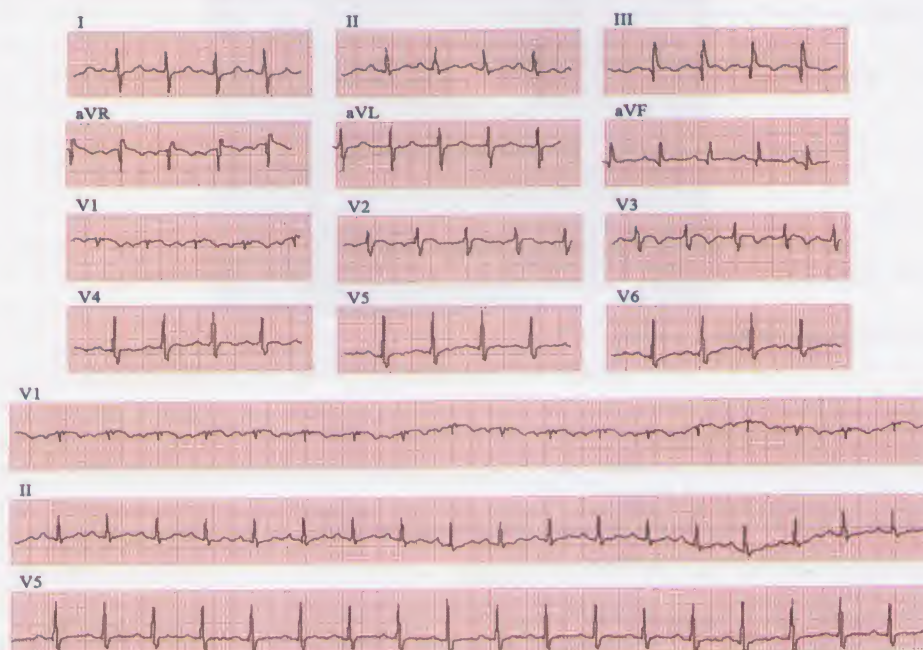 I II III
aVR aVL aVF
V1 V2 V3
V4 V5 V6
V1
II
V5